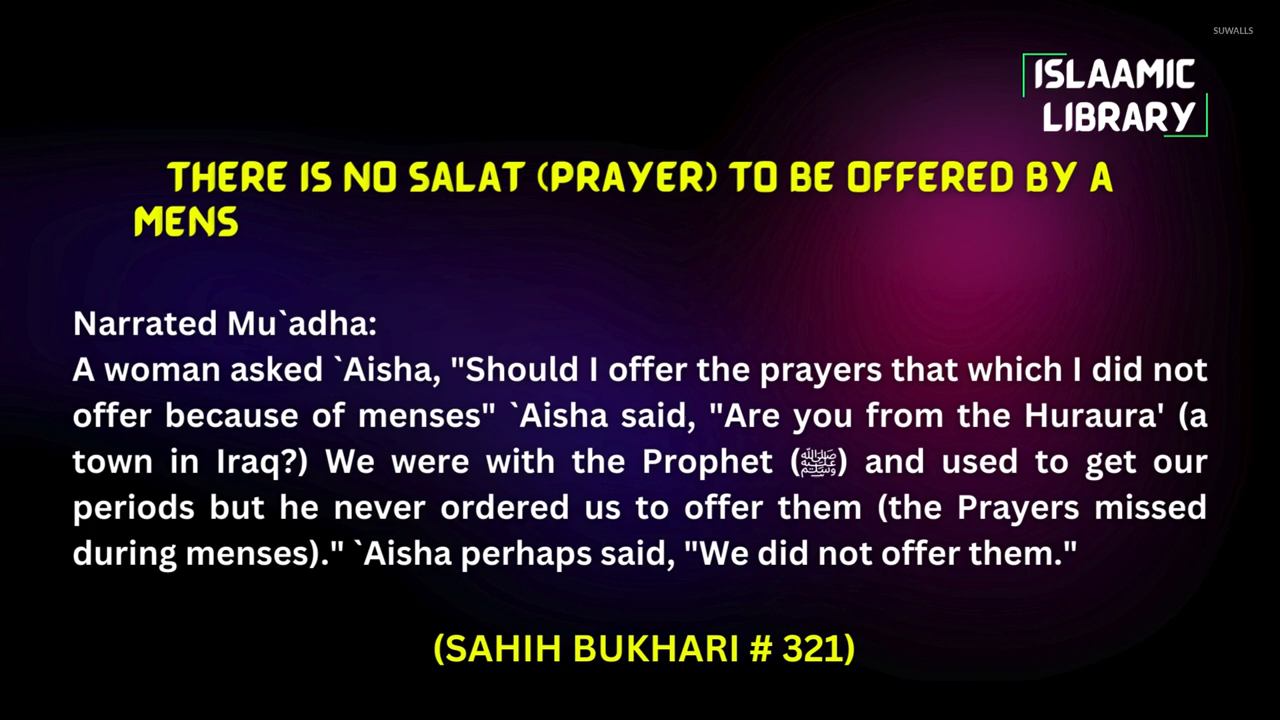 SUWALLS
ISLAAMIC
LIBRARY
THERE IS NO SALAT (PRAYER) TO BE OFFERED BY A
MENS
Narrated Mu`adha:
A woman asked `Aisha, "Should I offer the prayers that which I did not
offer because of menses" `Aisha said, "Are you from the Huraura' (a
town in Iraq?) We were with the Prophet (ﷺ) and used to get our
periods but he never ordered us to offer them (the Prayers missed
during menses)." `Aisha perhaps said, "We did not offer them."
(SAHIH BUKHARI # 321)